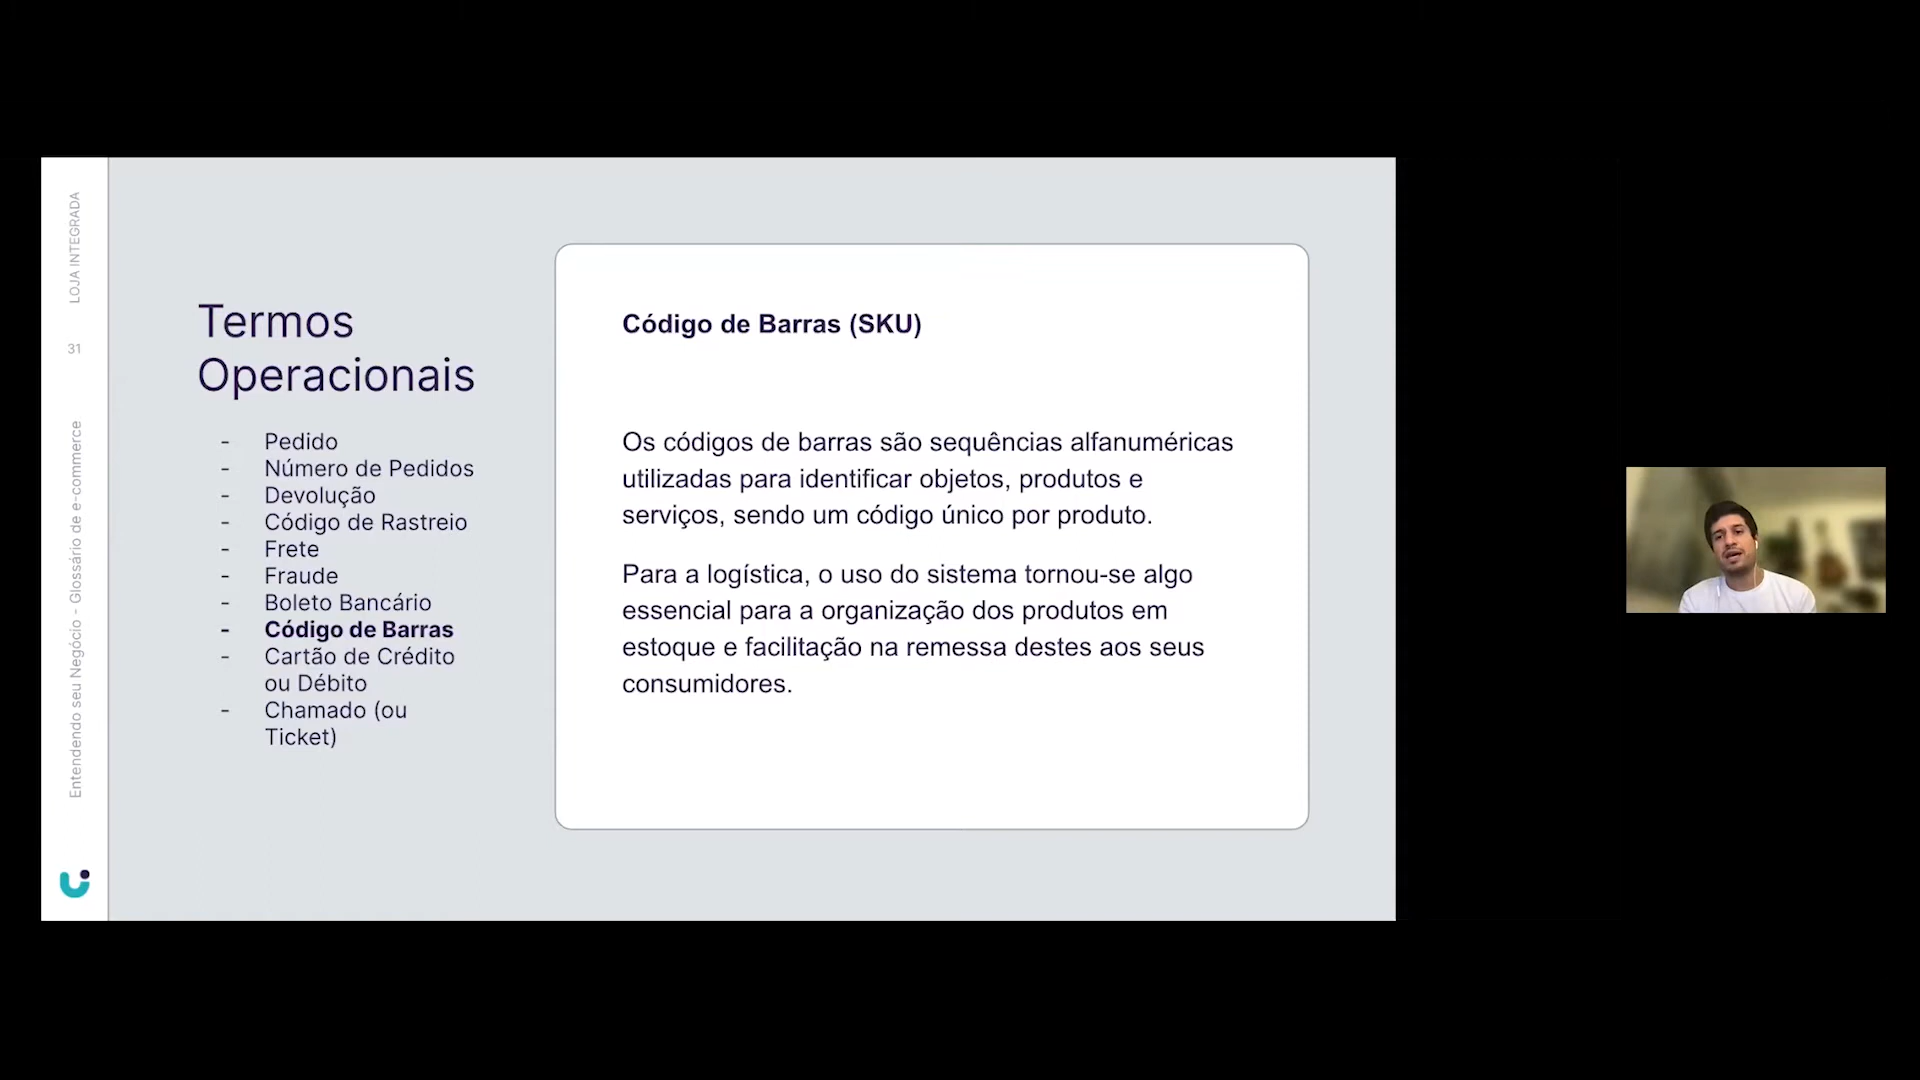 LOJA INTEGRADA
31
Entendendo seu Negócio - Glossário de e-commerce
Termos
Operacionais
- Pedido
- Número de Pedidos
- Devolução
- Código de Rastreio
- Frete
- Fraude
- Boleto Bancário
- Código de Barras
- Cartão de Crédito
ou Débito
- Chamado (ou
Ticket)
Código de Barras (SKU)
Os códigos de barras são sequências alfanuméricas
utilizadas para identificar objetos, produtos e
serviços, sendo um código único por produto.
Para a logística, o uso do sistema tornou-se algo
essencial para a organização dos produtos em
estoque e facilitação na remessa destes aos seus
consumidores.